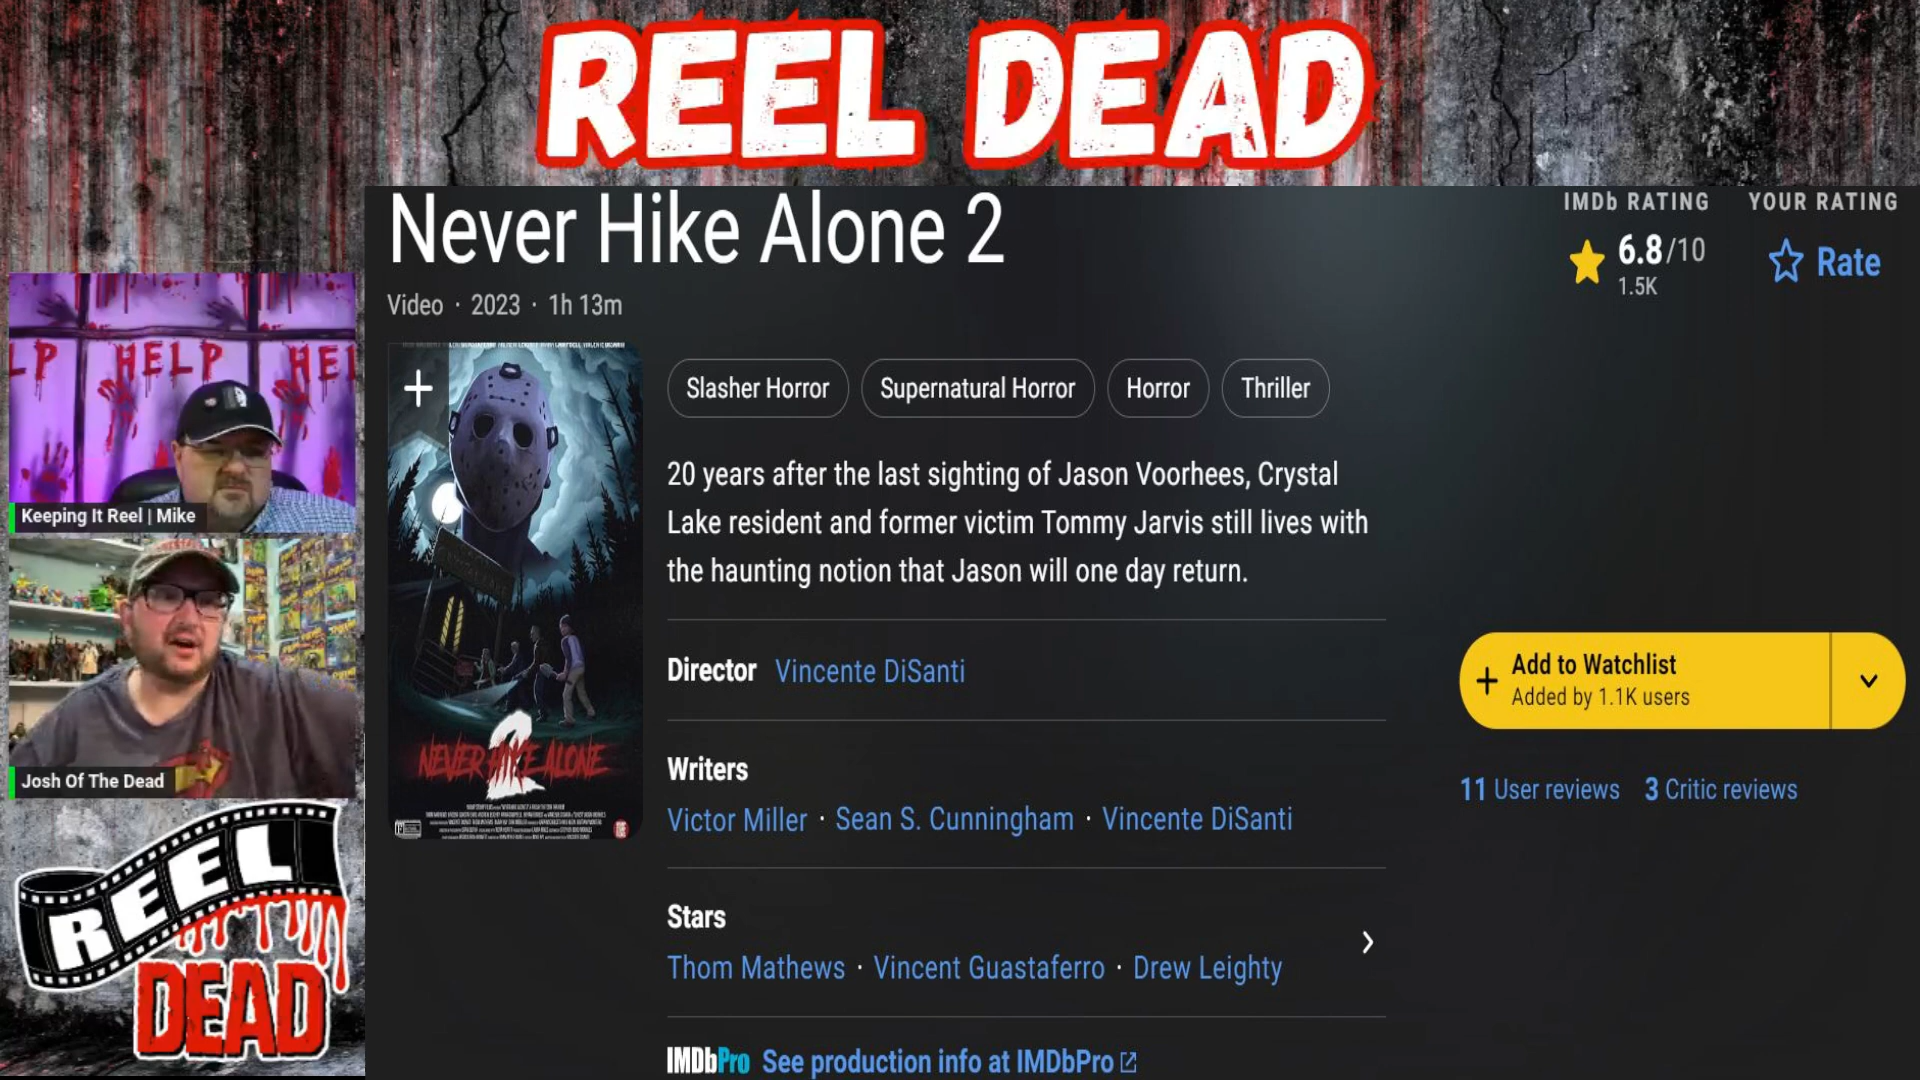 REEL DEAD
Never Hike Alone 2
Video · 2023 · 1h 13m
IMDb RATING
YOUR RATING
6.8/10
1.5K
Rate
LP HELP HEL
Keeping It Reel | Mike
Josh Of The Dead
REEL
DEAD
+
2
NEVER HIKE ALONE
Slasher Horror
Supernatural Horror
Horror
Thriller
20 years after the last sighting of Jason Voorhees, Crystal
Lake resident and former victim Tommy Jarvis still lives with
the haunting notion that Jason will one day return.
Director Vincente DiSanti
Writers
Victor Miller · Sean S. Cunningham · Vincente DiSanti
Stars
Thom Mathews · Vincent Guastaferro · Drew Leighty
IMDbPro See production info at IMDbPro
+ Add to Watchlist
Added by 1.1K users
11 User reviews 3 Critic reviews